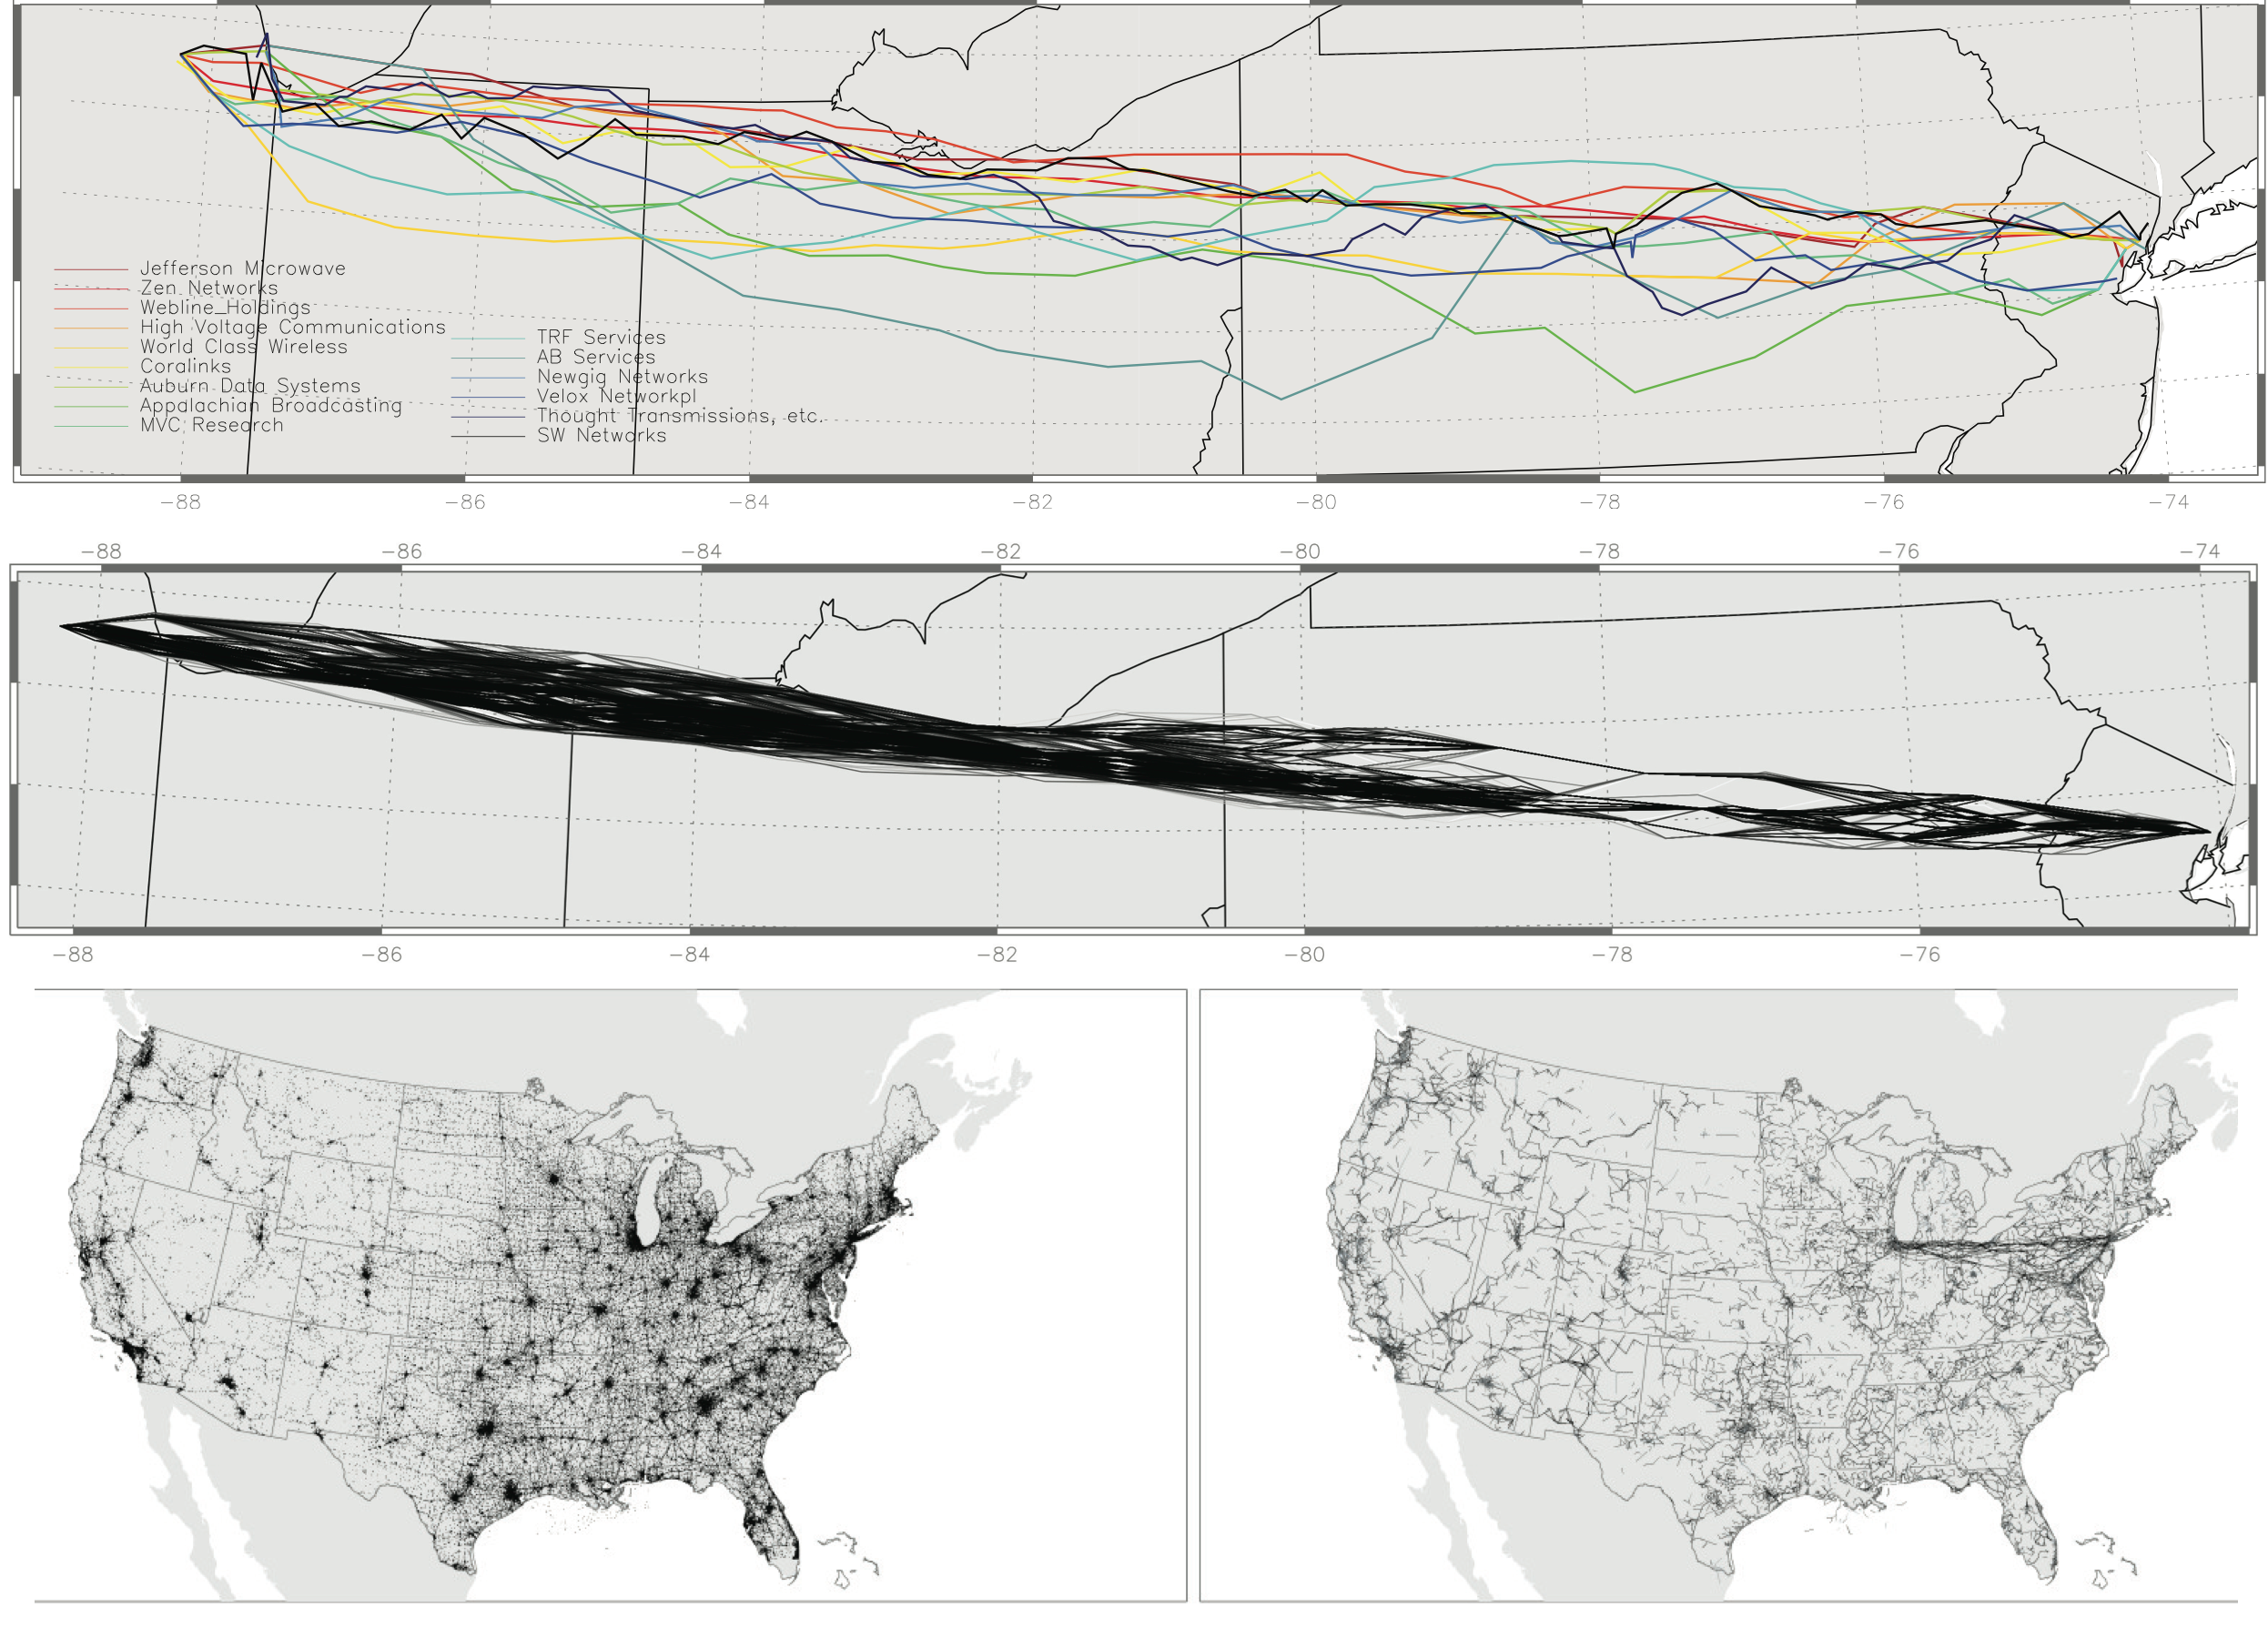 Jefferson Microwave
Zen Networks
Webline_Holdings
High Voltage Communications
World Class Wireless
Coralinks
Auburn Data Systems
Appalachian Broadcasting
MVC Research
TRF Services
AB Services
Newgig Networks
Velox Networkpl
Thought Transmissions, etc.
SW Networks
−88 −86 −84 −82 −80 −78 −76 −74
−88 −86 −84 −82 −80 −78 −76 −74
−88 −86 −84 −82 −80 −78 −76